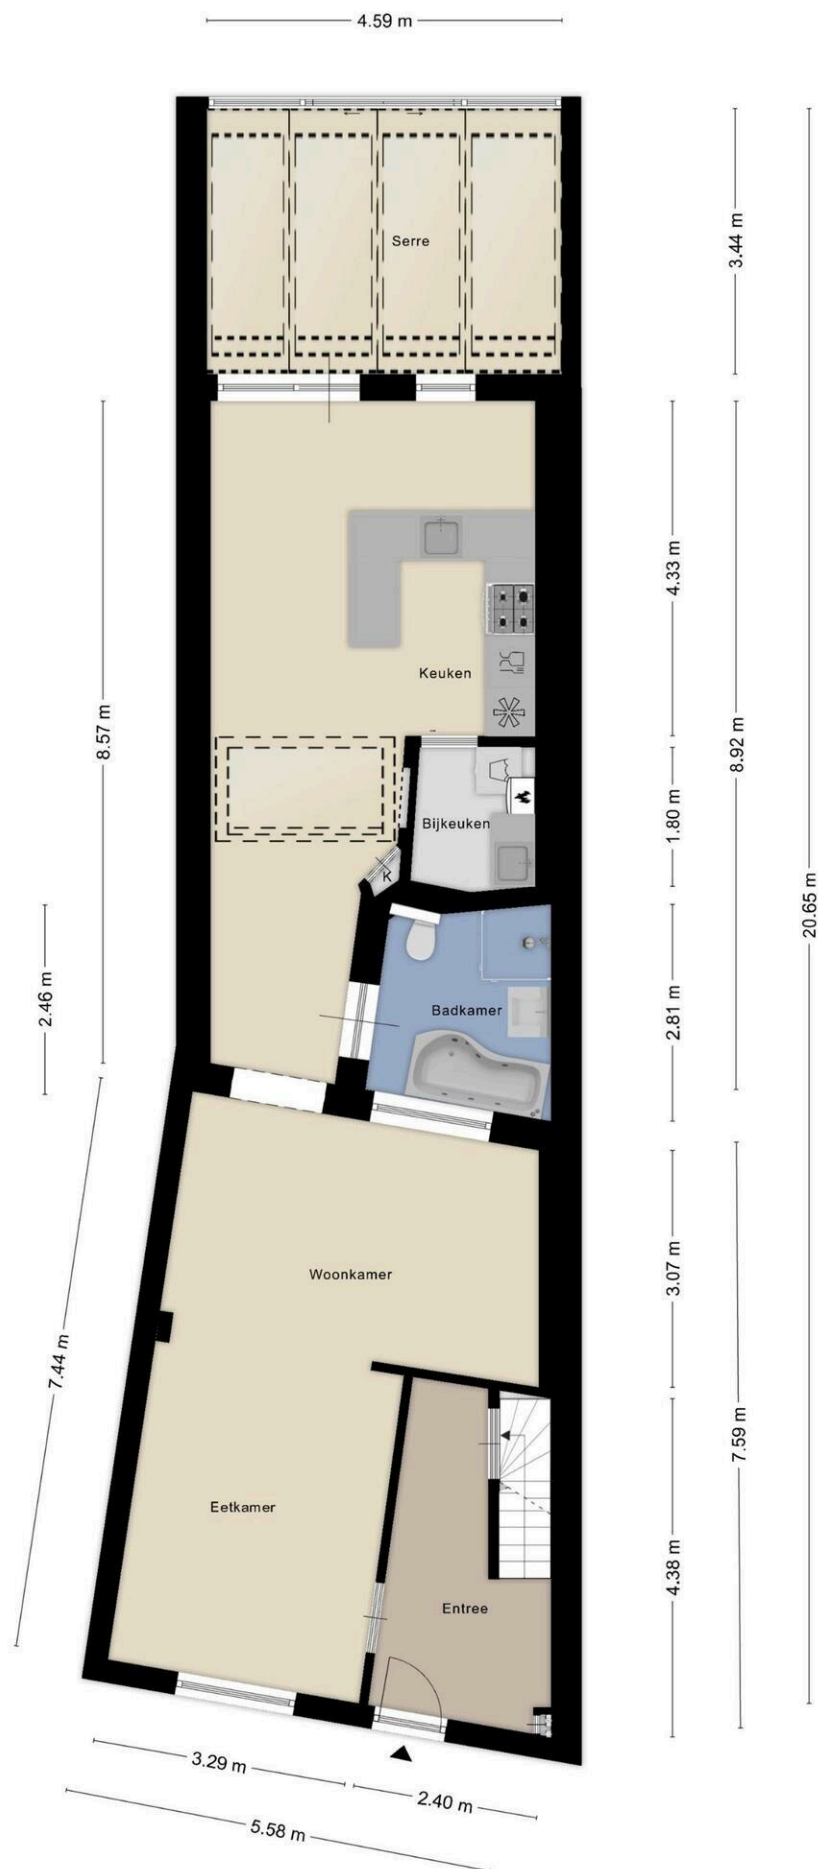 4.59 m
3.44 m
Serre
4.33 m
Keuken
8.57 m
8.92 m
1.80 m
Bijkeuken
K
20.65 m
2.46 m
2.81 m
Badkamer
3.07 m
Woonkamer
7.44 m
7.59 m
Eetkamer
4.38 m
Entree
3.29 m
2.40 m
5.58 m